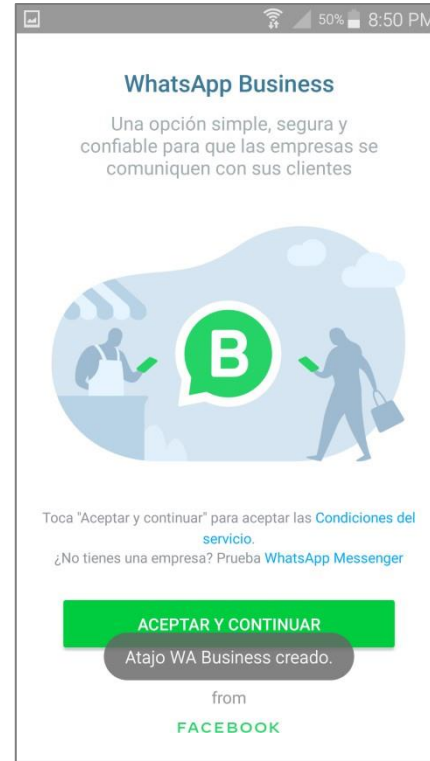 50% 8:50 PM
WhatsApp Business
Una opción simple, segura y
confiable para que las empresas se
comuniquen con sus clientes
B
Toca "Aceptar y continuar" para aceptar las Condiciones del
servicio.
¿No tienes una empresa? Prueba WhatsApp Messenger
ACEPTAR Y CONTINUAR
Atajo WA Business creado.
from
FACEBOOK